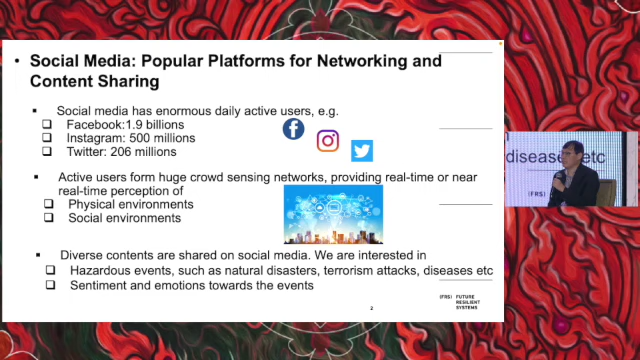 • Social Media: Popular Platforms for Networking and
Content Sharing
▪ Social media has enormous daily active users, e.g.
❑ Facebook:1.9 billions
❑ Instagram: 500 millions
❑ Twitter: 206 millions
▪ Active users form huge crowd sensing networks, providing real-time or near
real-time perception of
❑ Physical environments
❑ Social environments
▪ Diverse contents are shared on social media. We are interested in
❑ Hazardous events, such as natural disasters, terrorism attacks, diseases etc
❑ Sentiment and emotions towards the events
2
(FRS) FUTURE
RESILIENT
SYSTEMS
disease
etc
(FRS)